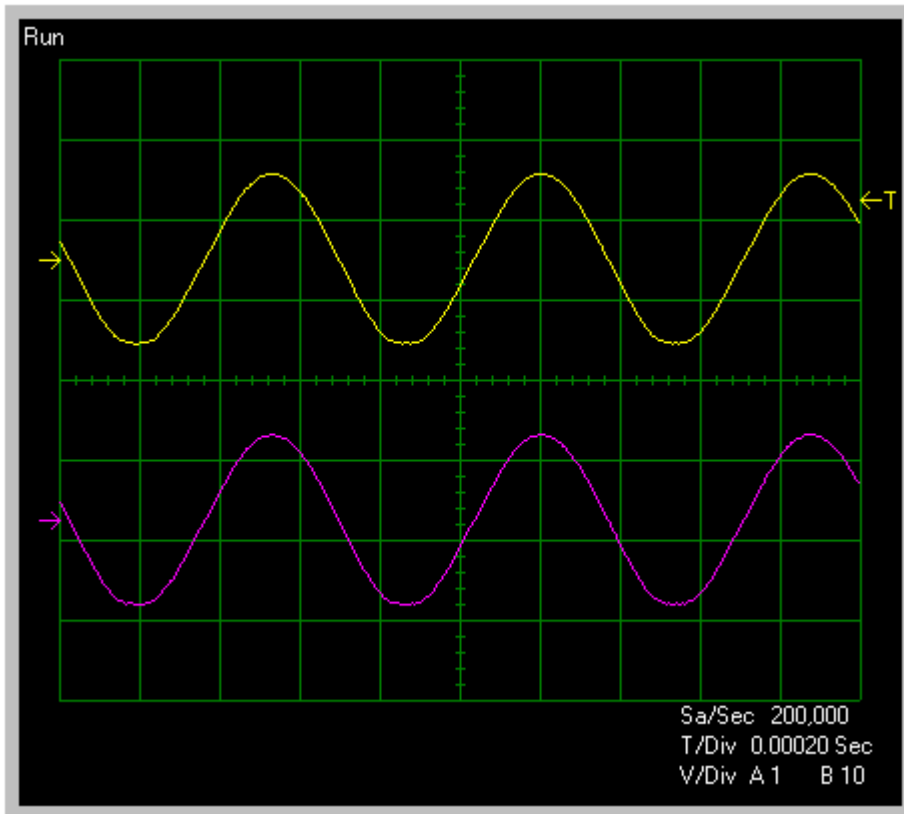 Run
T
Sa/Sec 200,000
T/Div 0.00020 Sec
V/Div A 1 B 10